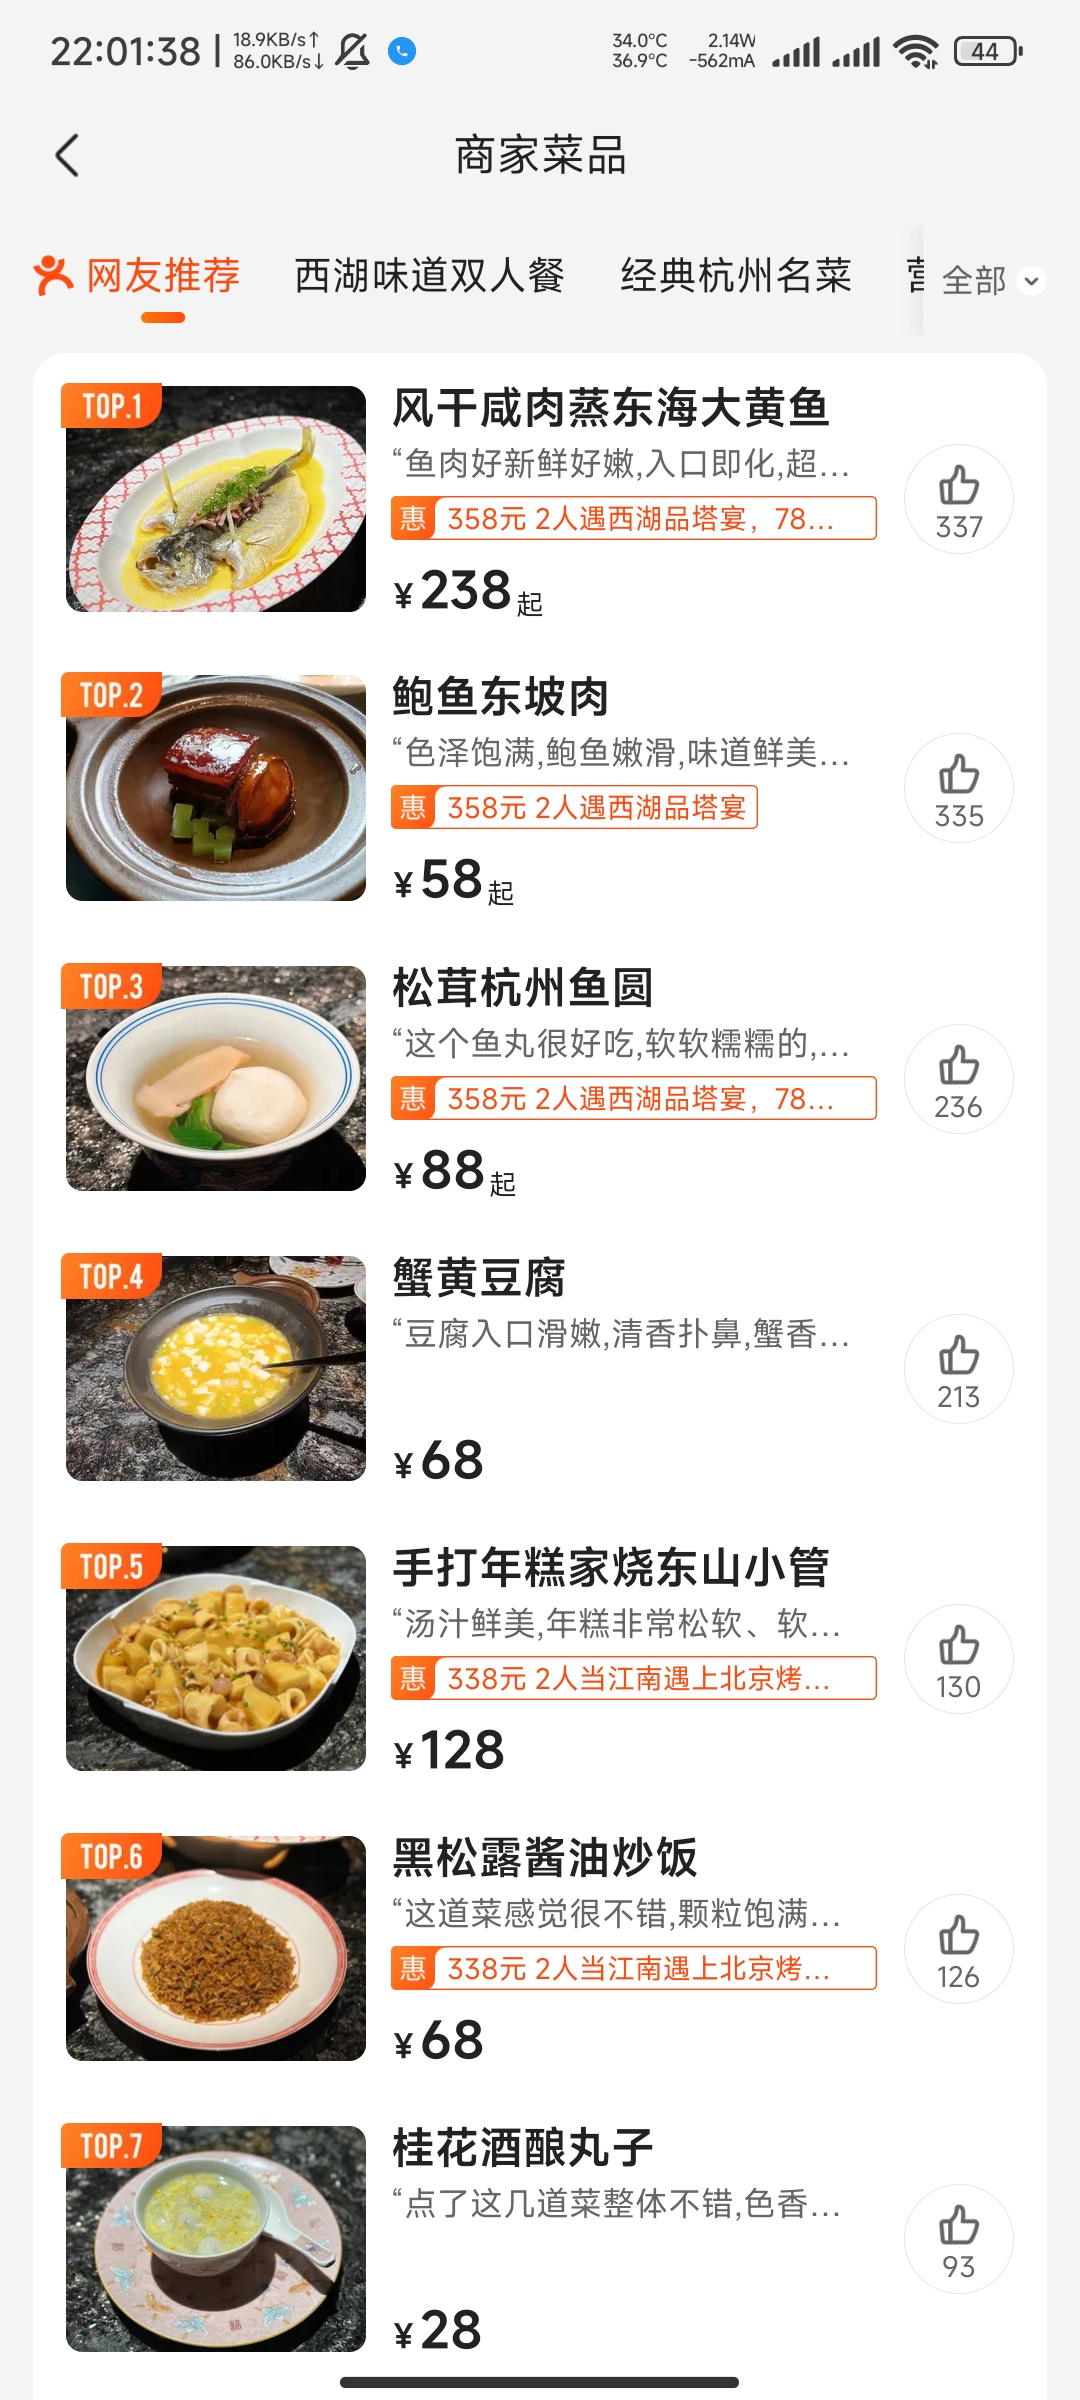 22:01:38
18.9KB/s↑
86.0KB/s↓
34.0°C
36.9°C
2.14W
-562mA
44
商家菜品
网友推荐
西湖味道双人餐
经典杭州名菜
全部
TOP.1
风干咸肉蒸东海大黄鱼
“鱼肉好新鲜好嫩,入口即化,超...
惠 358元 2人遇西湖品塔宴，78...
¥238起
337
TOP.2
鲍鱼东坡肉
“色泽饱满,鲍鱼嫩滑,味道鲜美...
惠 358元 2人遇西湖品塔宴
¥58起
335
TOP.3
松茸杭州鱼圆
“这个鱼丸很好吃,软软糯糯的,...
惠 358元 2人遇西湖品塔宴，78...
¥88起
236
TOP.4
蟹黄豆腐
“豆腐入口滑嫩,清香扑鼻,蟹香...
¥68
213
TOP.5
手打年糕家烧东山小管
“汤汁鲜美,年糕非常松软、软...
惠 338元 2人当江南遇上北京烤...
¥128
130
TOP.6
黑松露酱油炒饭
“这道菜感觉很不错,颗粒饱满...
惠 338元 2人当江南遇上北京烤...
¥68
126
TOP.7
桂花酒酿丸子
“点了这几道菜整体不错,色香...
¥28
93